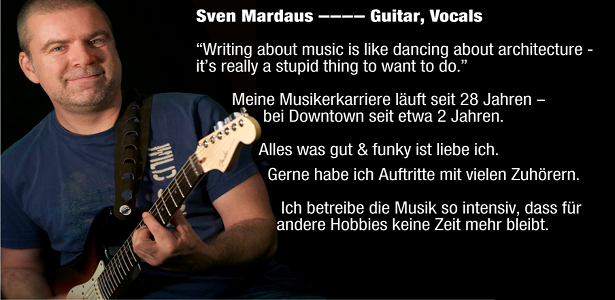 Sven Mardaus –––– Guitar, Vocals
“Writing about music is like dancing about architecture -
it’s really a stupid thing to want to do.”
Meine Musikerkarriere läuft seit 28 Jahren –
bei Downtown seit etwa 2 Jahren.
Alles was gut & funky ist liebe ich.
Gerne habe ich Auftritte mit vielen Zuhörern.
Ich betreibe die Musik so intensiv, dass für
andere Hobbies keine Zeit mehr bleibt.